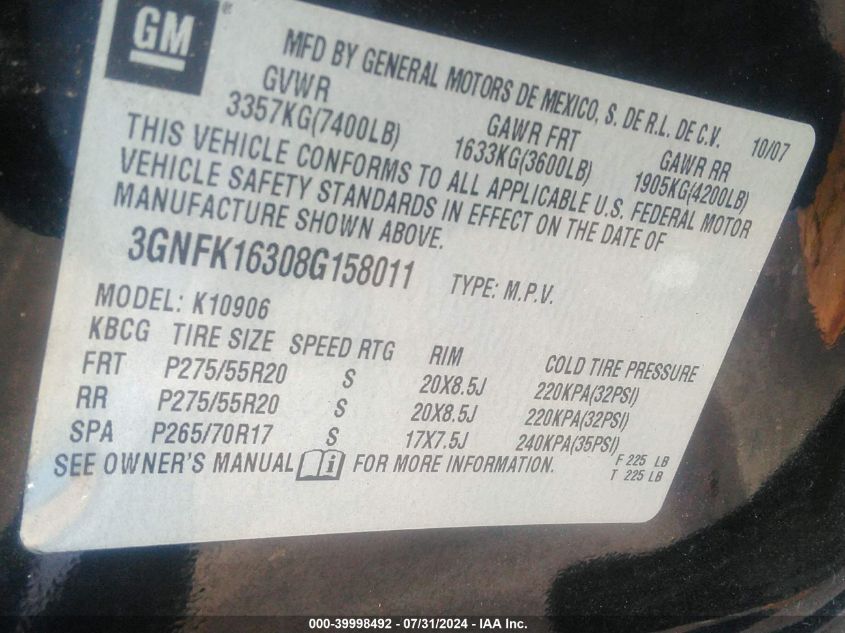 GM
MFD BY GENERAL MOTORS DE MEXICO, S. DE R.L. DE C.V. 10/07
GVWR GAWR FRT GAWR RR
3357KG(7400LB) 1633KG(3600LB) 1905KG(4200LB)
THIS VEHICLE CONFORMS TO ALL APPLICABLE U.S. FEDERAL MOTOR
VEHICLE SAFETY STANDARDS IN EFFECT ON THE DATE OF
MANUFACTURE SHOWN ABOVE.
3GNFK16308G158011 TYPE: M.P.V.
MODEL: K10906
KBCG TIRE SIZE SPEED RTG RIM COLD TIRE PRESSURE
FRT P275/55R20 S 20X8.5J 220KPA(32PSI)
RR P275/55R20 S 20X8.5J 220KPA(32PSI)
SPA P265/70R17 S 17X7.5J 240KPA(35PSI)
SEE OWNER'S MANUAL i FOR MORE INFORMATION. F 225 LB
T 225 LB
000-39998492 - 07/31/2024 - IAA Inc.